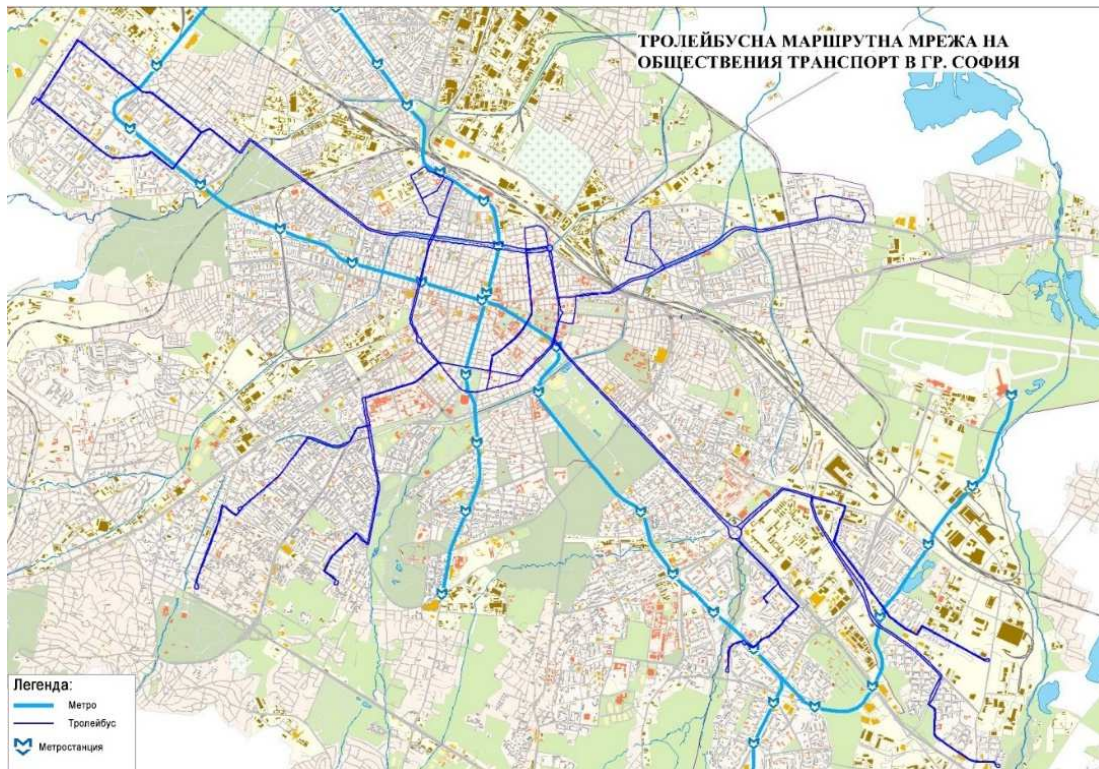 ТРОЛЕЙБУСНА МАРШРУТНА МРЕЖА НА
ОБЩЕСТВЕНИЯ ТРАНСПОРТ В ГР. СОФИЯ
Легенда:
Метро
Тролейбус
Метростанция